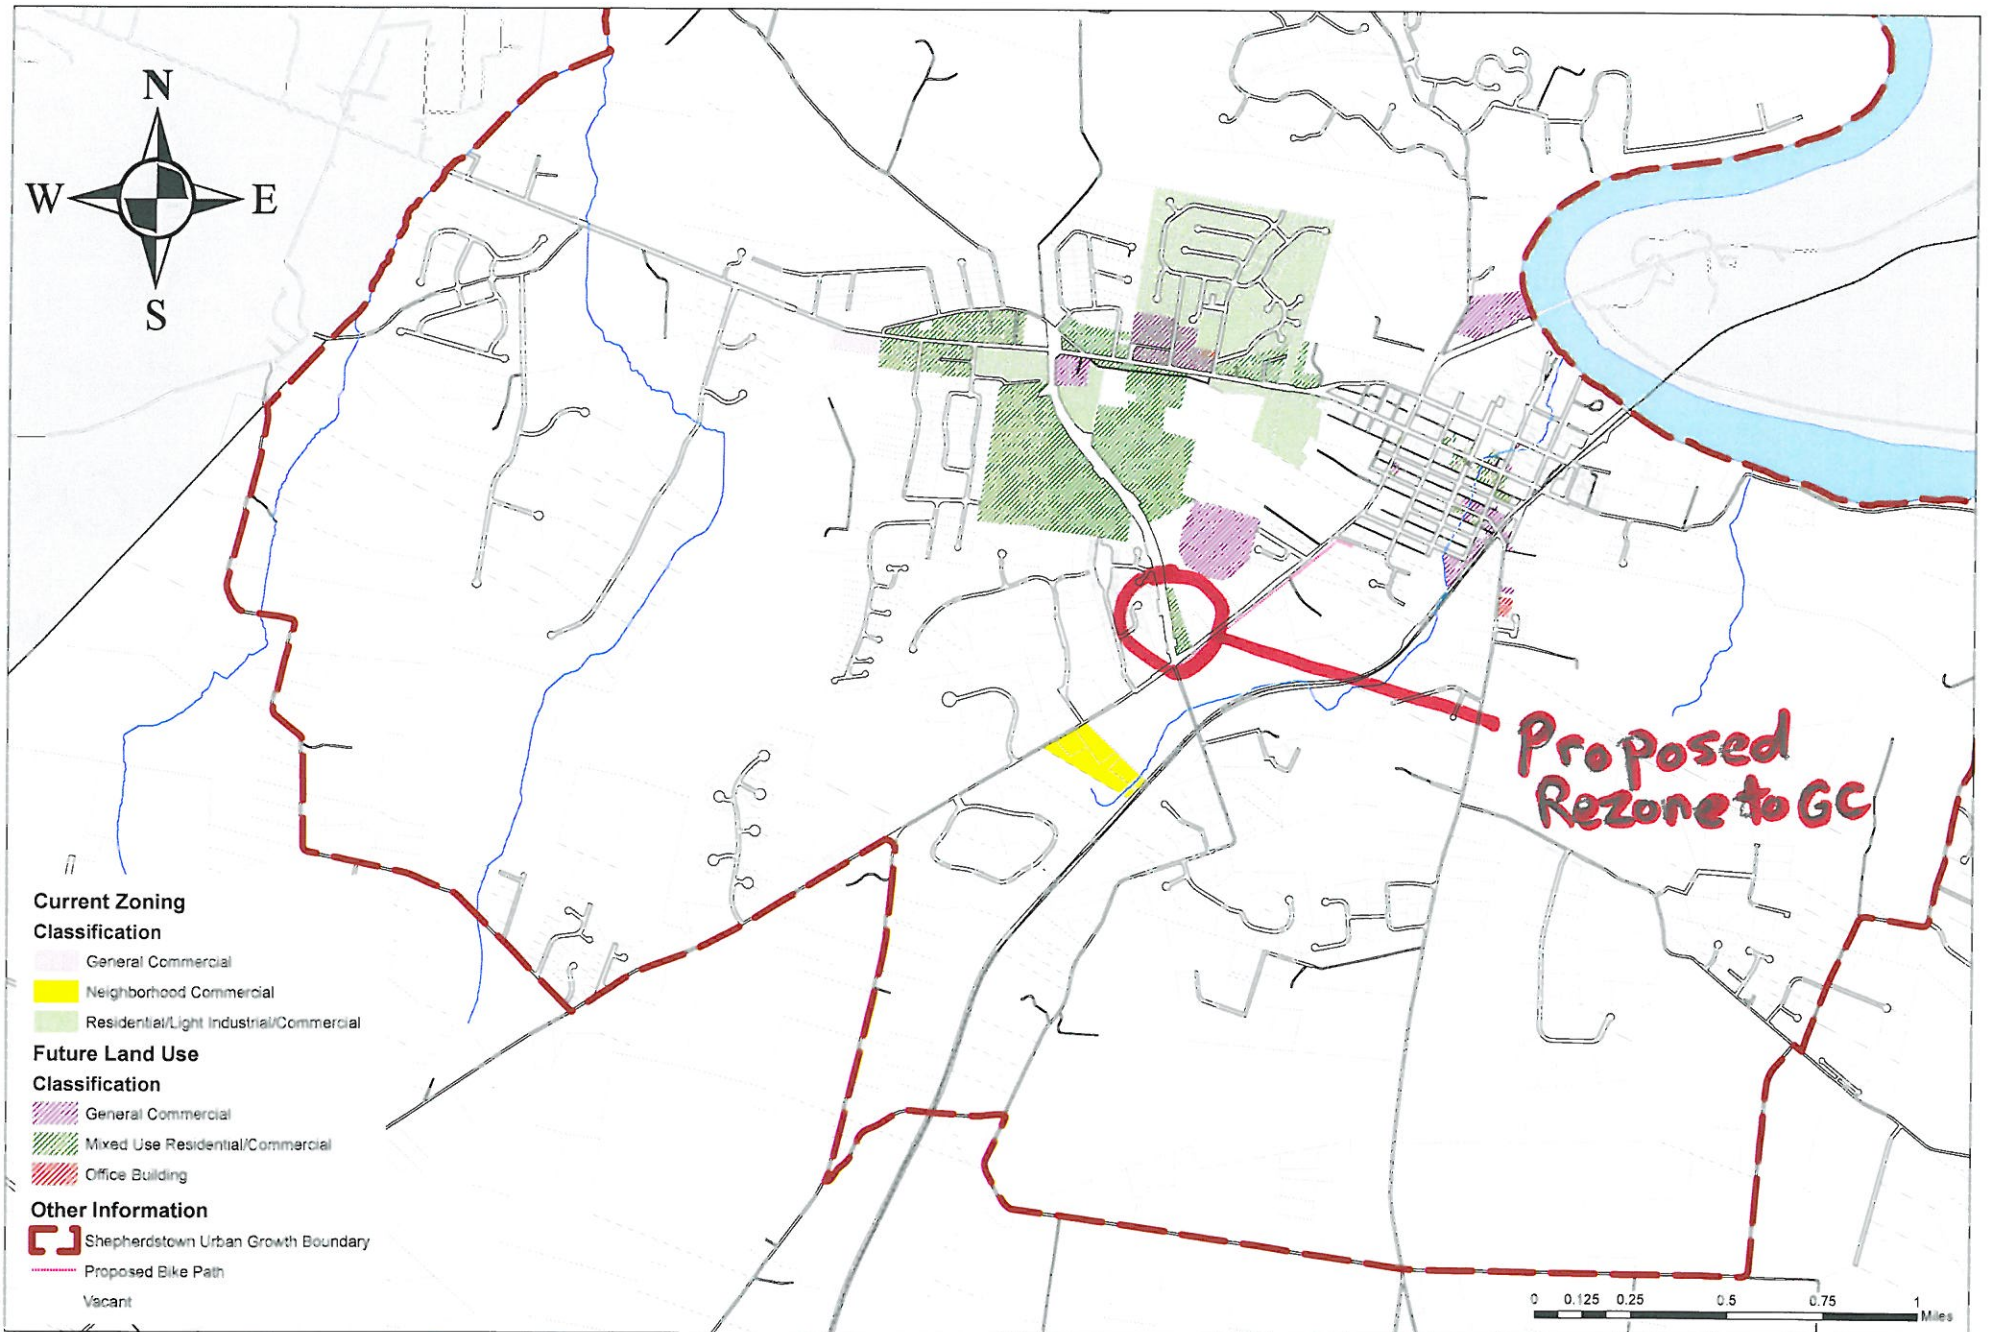 N
W E
S
Proposed
Rezone to GC
Current Zoning
Classification
General Commercial
Neighborhood Commercial
Residential/Light Industrial/Commercial
Future Land Use
Classification
General Commercial
Mixed Use Residential/Commercial
Office Building
Other Information
Shepherdstown Urban Growth Boundary
Proposed Bike Path
Vacant
0 0.125 0.25 0.5 0.75 1
Miles